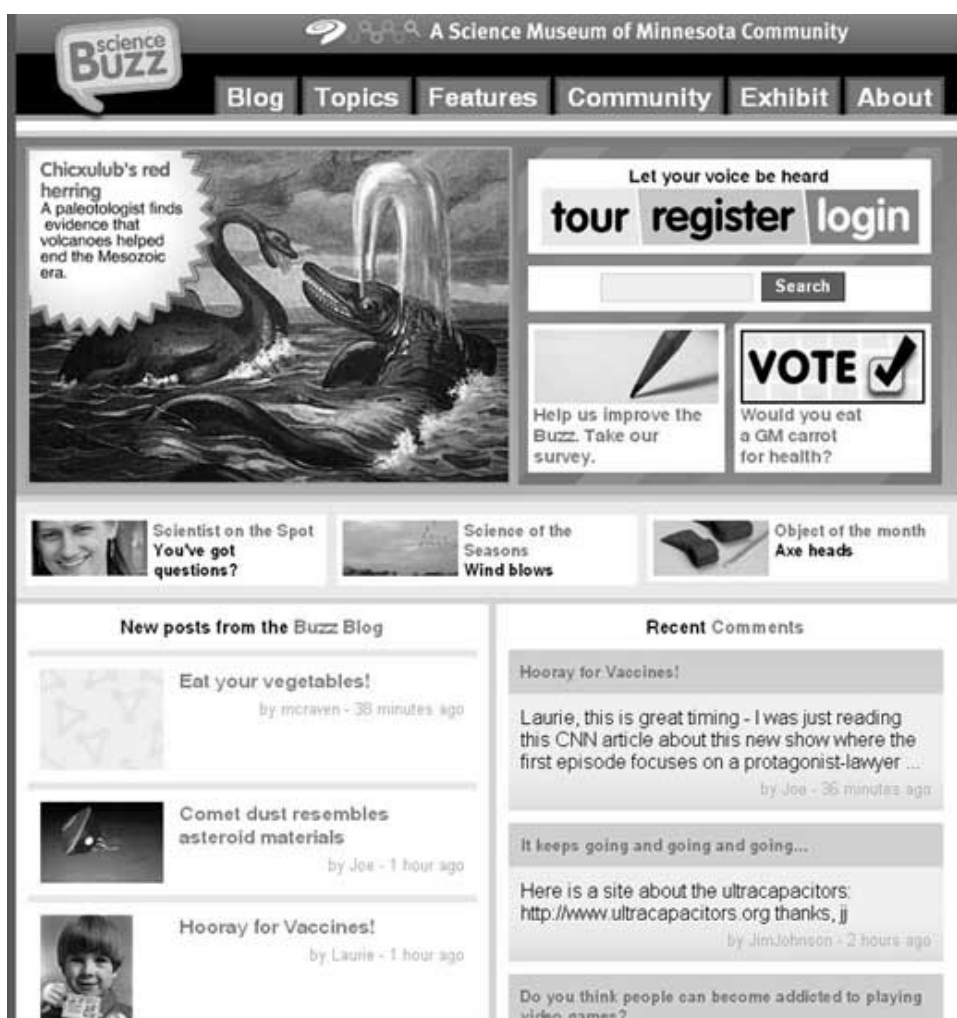 science
BUZZ
A Science Museum of Minnesota Community
Blog Topics Features Community Exhibit About
Chicxulub's red
herring
A paleotologist finds
evidence that
volcanoes helped
end the Mesozoic
era.
Let your voice be heard
tour register login
Search
Help us improve the
Buzz. Take our
survey.
VOTE
Would you eat
a GM carrot
for health?
Scientist on the Spot
You've got
questions?
Science of the
Seasons
Wind blows
Object of the month
Axe heads
New posts from the Buzz Blog
Eat your vegetables!
by mcraven - 38 minutes ago
Comet dust resembles
asteroid materials
by Joe - 1 hour ago
Hooray for Vaccines!
by Laurie - 1 hour ago
Recent Comments
Hooray for Vaccines!
Laurie, this is great timing - I was just reading
this CNN article about this new show where the
first episode focuses on a protagonist-lawyer ...
by Joe - 36 minutes ago
It keeps going and going and going...
Here is a site about the ultracapacitors:
http://www.ultracapacitors.org thanks, jj
by JimJohnson - 2 hours ago
Do you think people can become addicted to playing
video games?